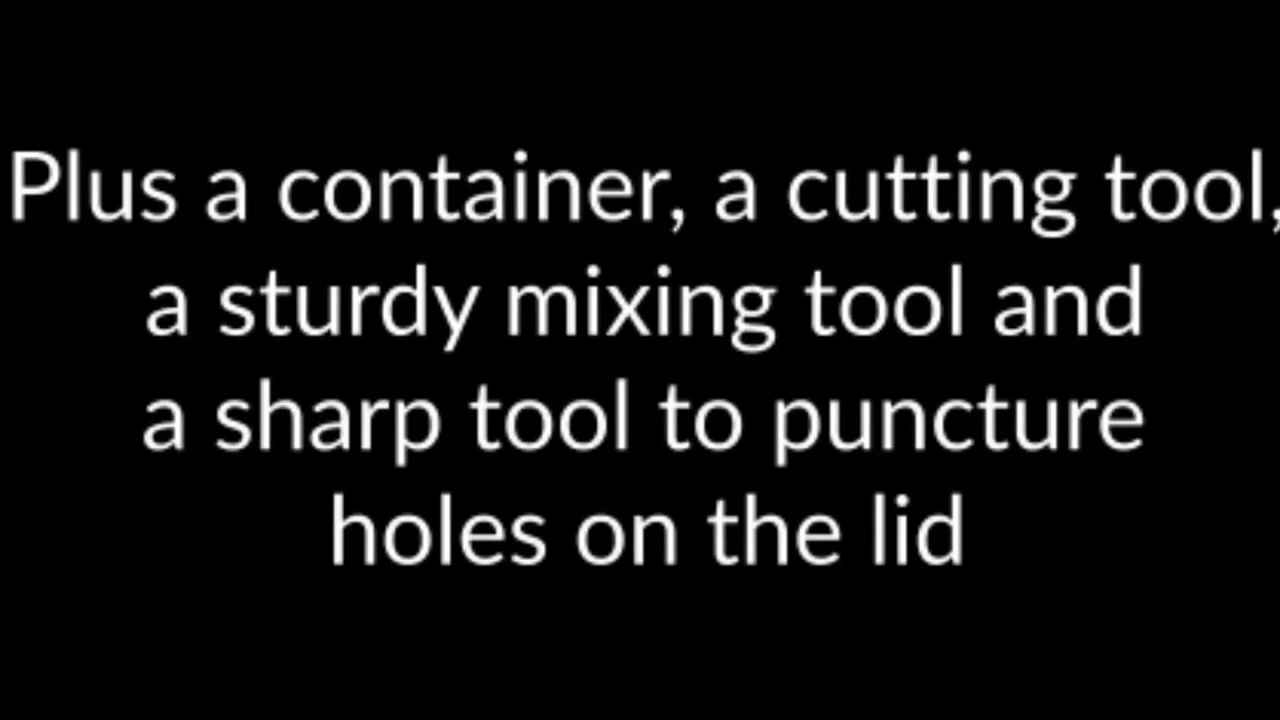 Plus a container, a cutting tool,
a sturdy mixing tool and
a sharp tool to puncture
holes on the lid